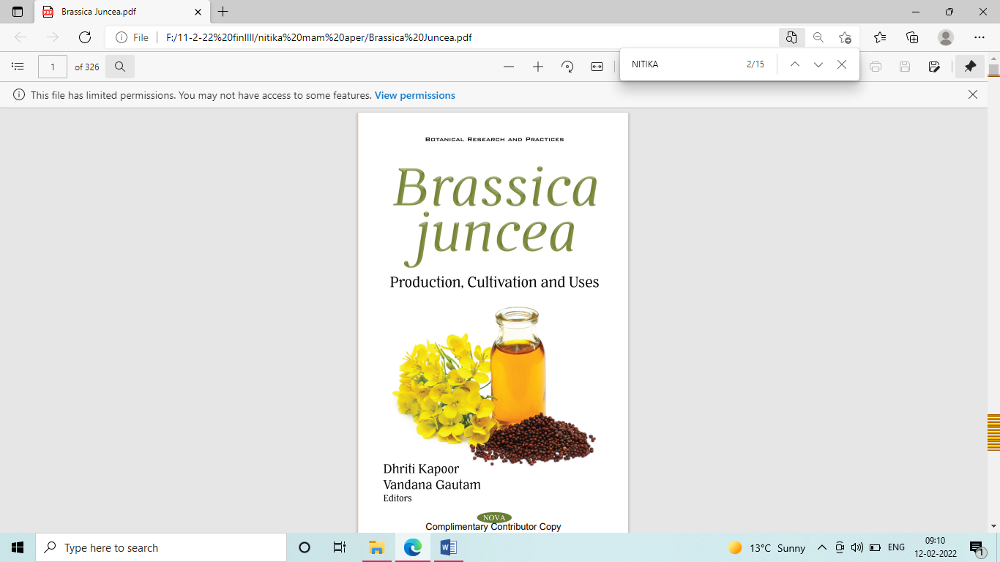 Brassica Juncea.pdf
File
F:/11-2-22%20finllll/nitika%20mam%20aper/Brassica%20Juncea.pdf
1
of 326
NITIKA
2/15
This file has limited permissions. You may not have access to some features. View permissions
Botanical Research and Practices
Brassica
juncea
Production, Cultivation and Uses
Dhriti Kapoor
Vandana Gautam
Editors
NOVA
Complimentary Contributor Copy
Type here to search
13°C Sunny
ENG
09:10
12-02-2022
1